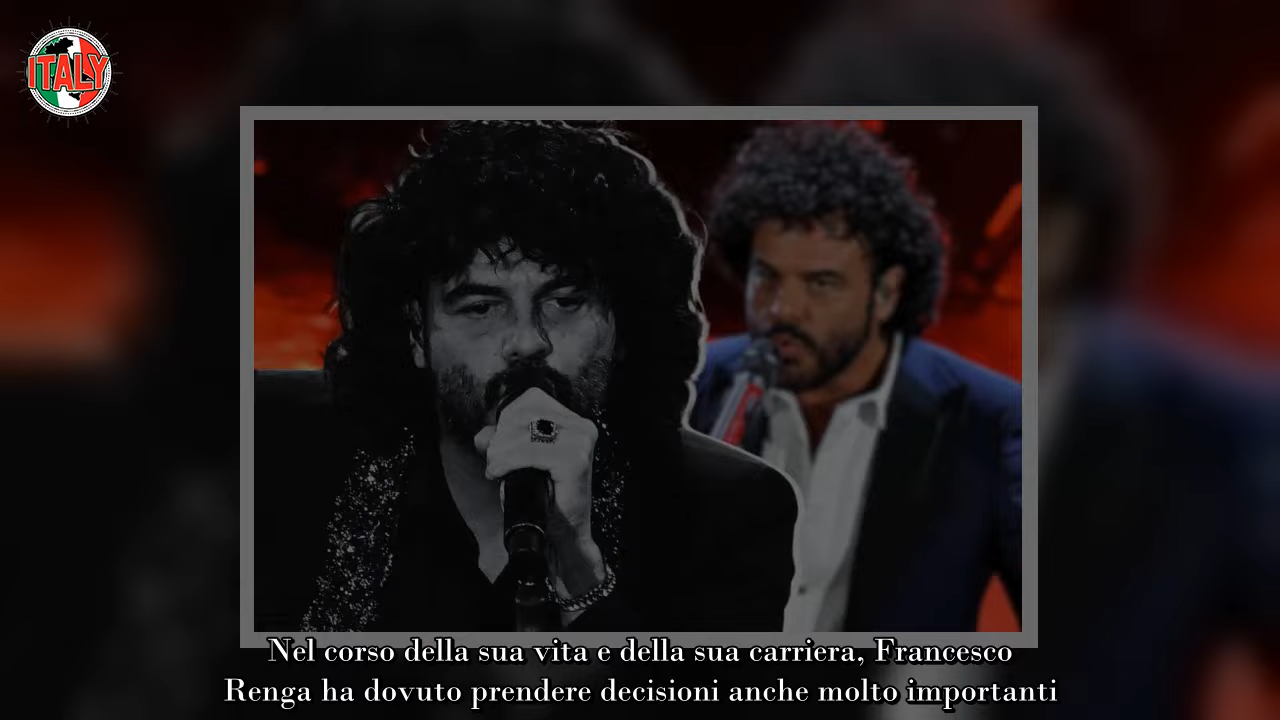 ITALY
Nel corso della sua vita e della sua carriera, Francesco
Renga ha dovuto prendere decisioni anche molto importanti